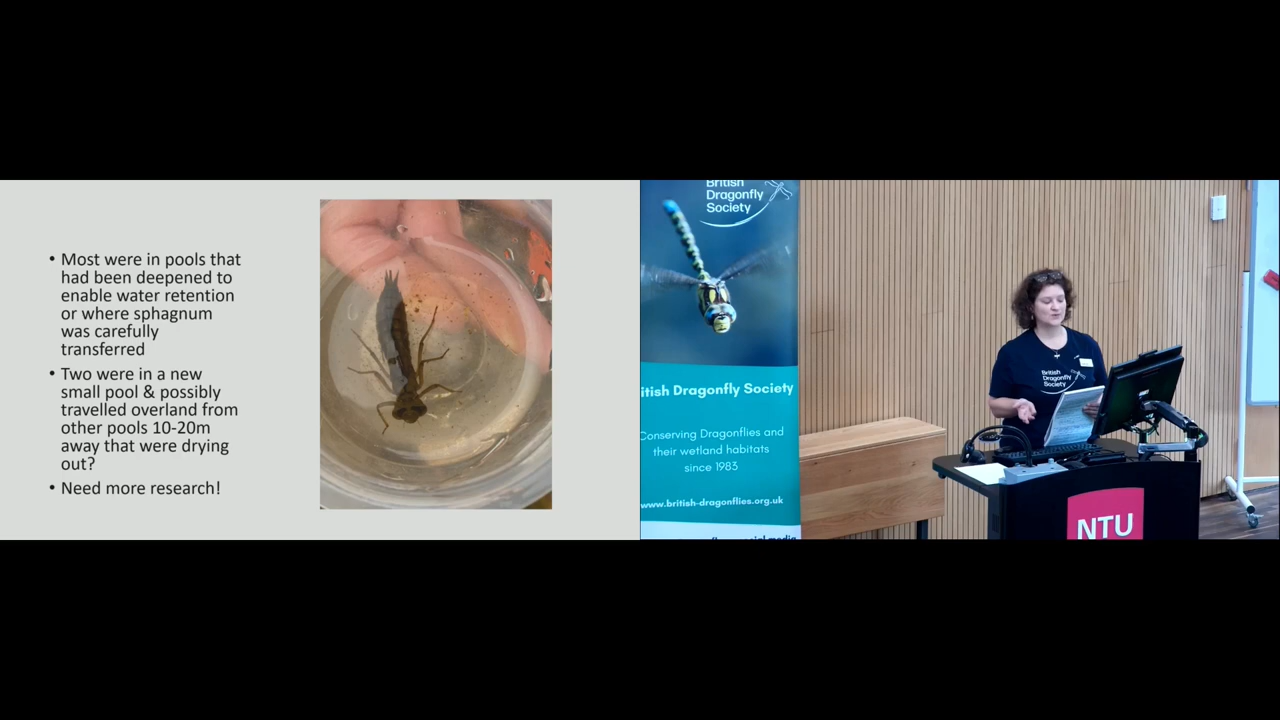 • Most were in pools that
had been deepened to
enable water retention
or where sphagnum
was carefully
transferred
• Two were in a new
small pool & possibly
travelled overland from
other pools 10-20m
away that were drying
out?
• Need more research!
British
Dragonfly
Society
itish Dragonfly Society
Conserving Dragonflies and
their wetland habitats
since 1983
www.british-dragonflies.org.uk
British
Dragonfly
Society
NTU